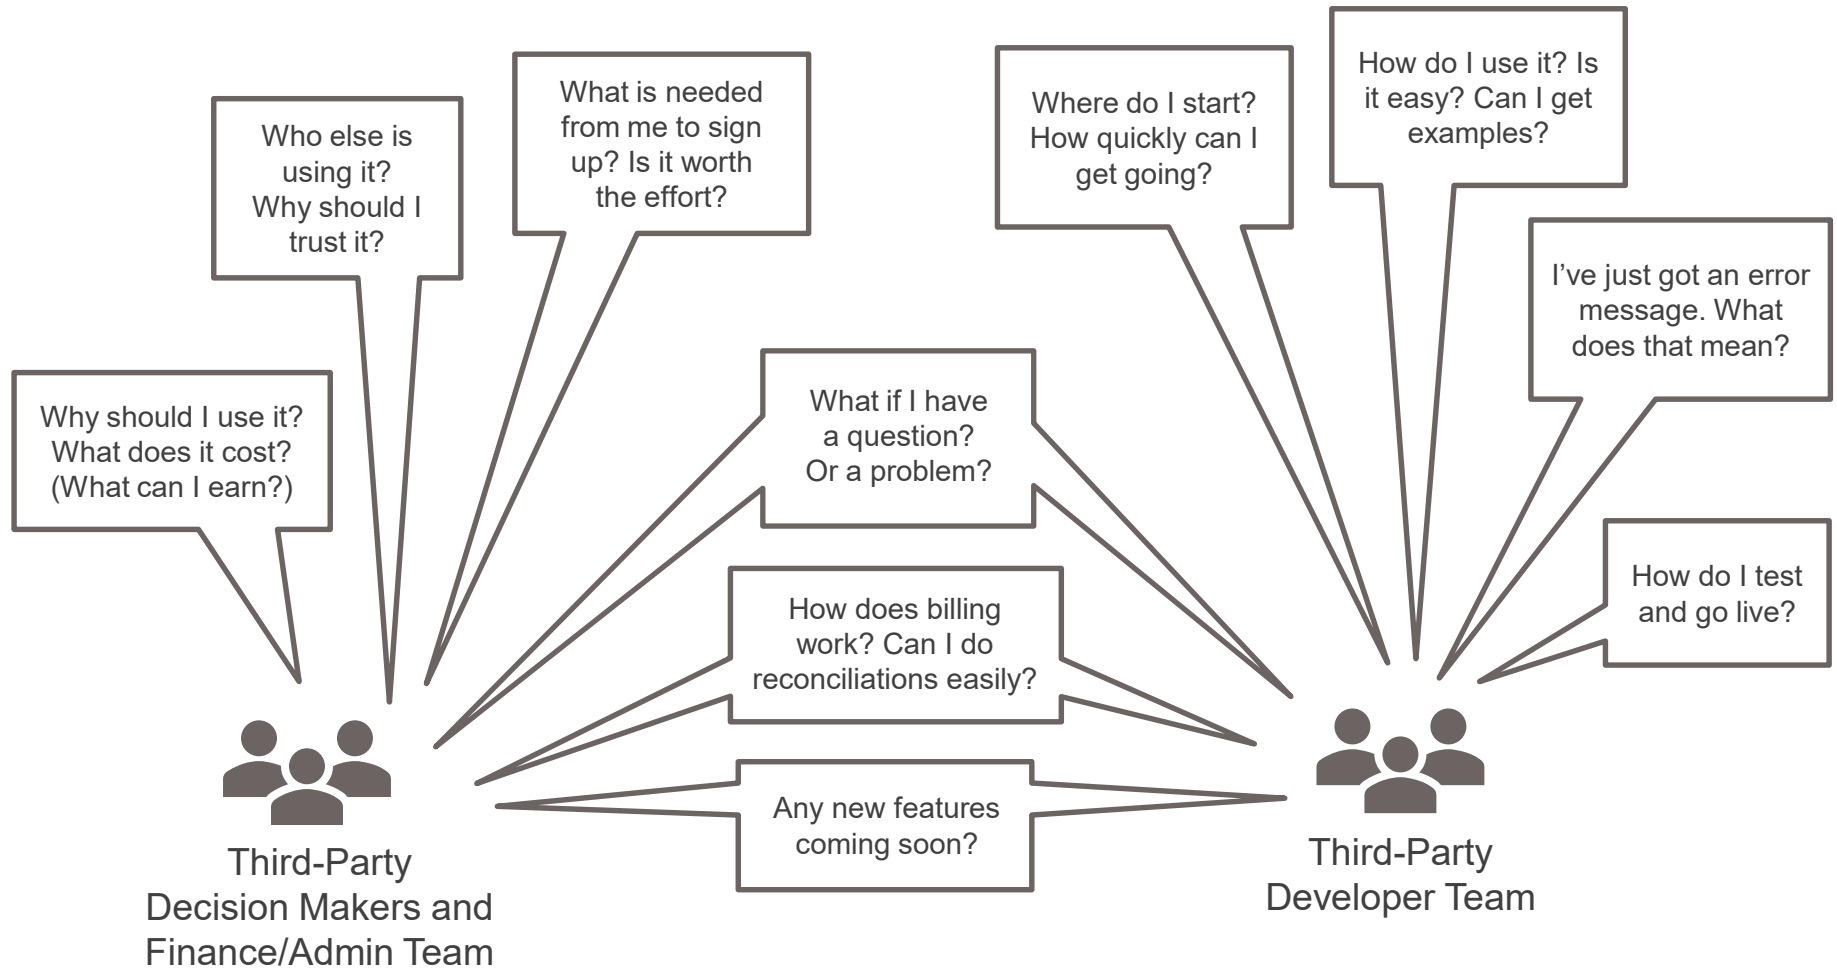 Why should I use it?
What does it cost?
(What can I earn?)
Who else is
using it?
Why should I
trust it?
What is needed
from me to sign
up? Is it worth
the effort?
Where do I start?
How quickly can I
get going?
How do I use it? Is
it easy? Can I get
examples?
I’ve just got an error
message. What
does that mean?
How do I test
and go live?
What if I have
a question?
Or a problem?
How does billing
work? Can I do
reconciliations easily?
Any new features
coming soon?
Third-Party
Decision Makers and
Finance/Admin Team
Third-Party
Developer Team